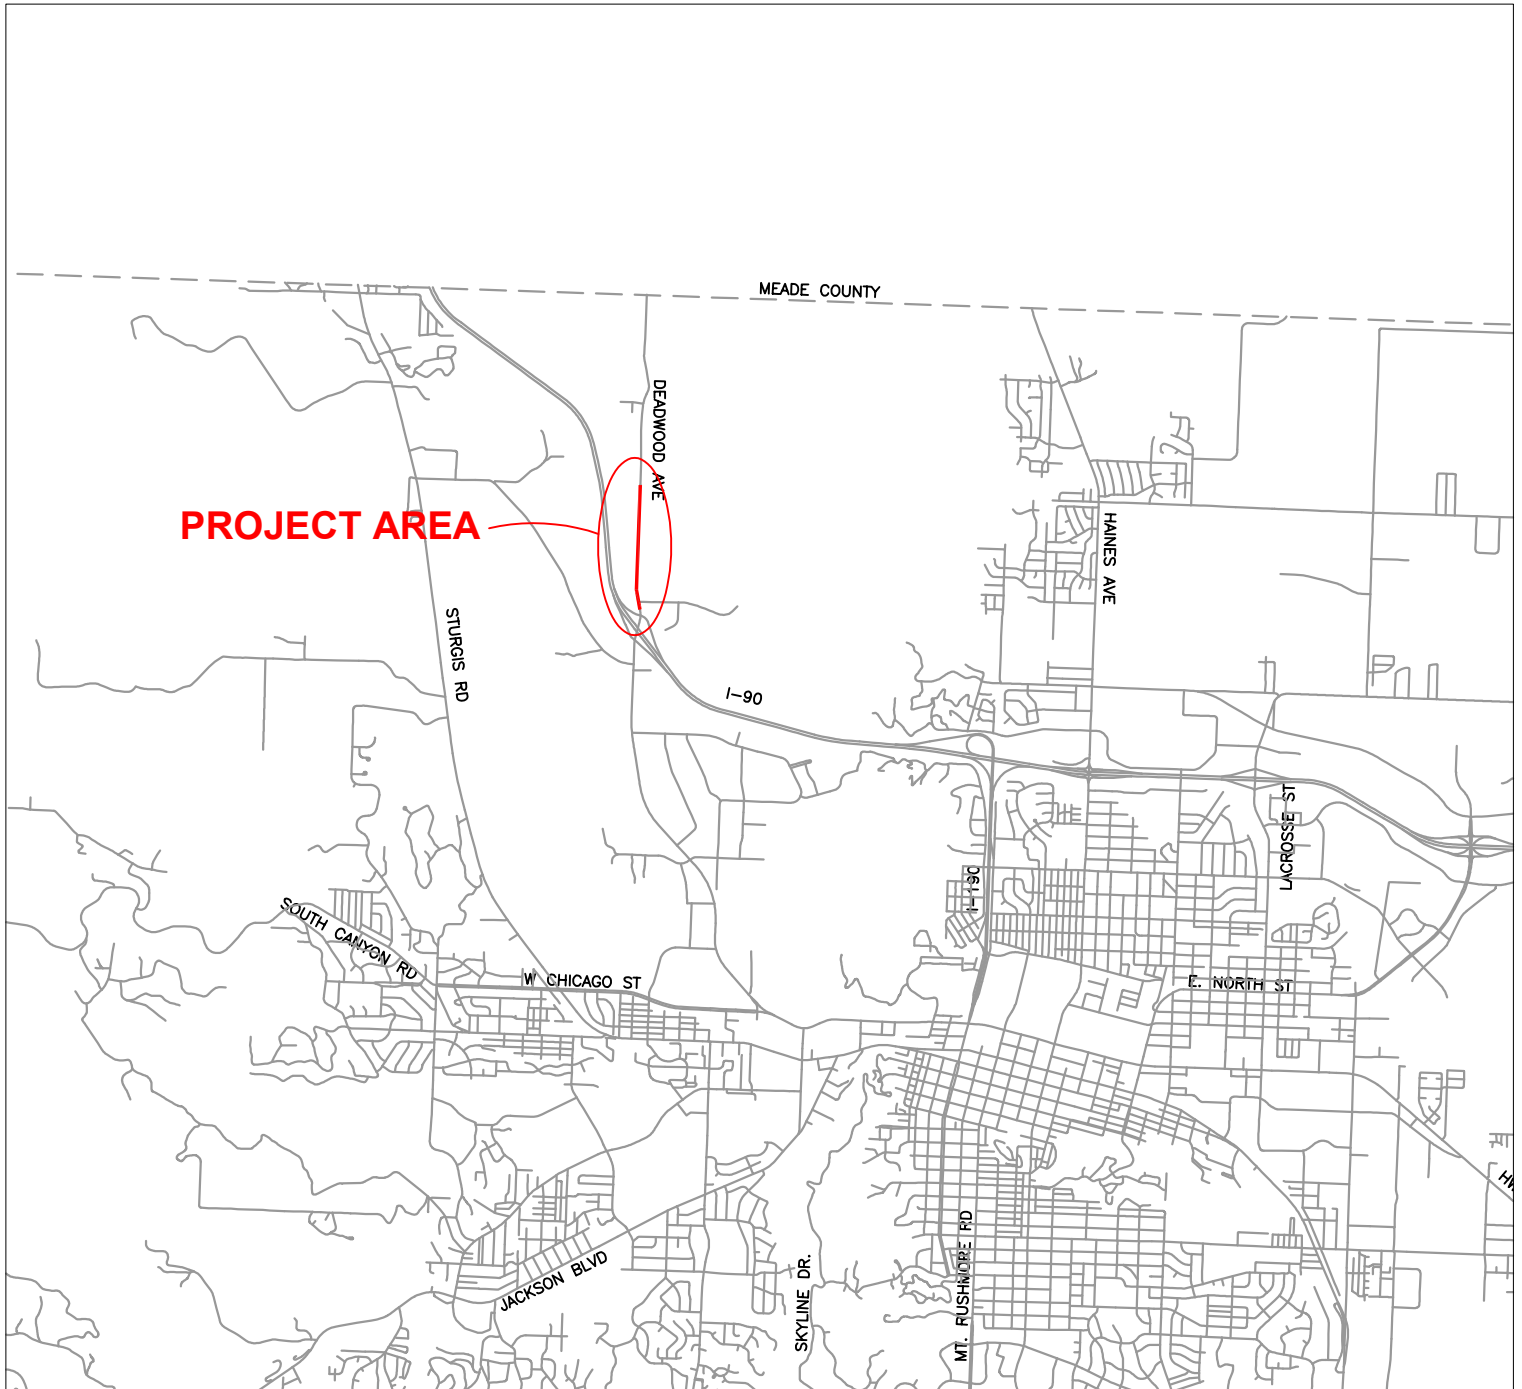 MEADE COUNTY
DEADWOOD AVE
PROJECT AREA
HAINES AVE
STURGIS RD
I-90
LACROSSE ST
I-190
SOUTH CANYON RD
W CHICAGO ST
E. NORTH ST
JACKSON BLVD
SKYLINE DR.
MT. RUSHMORE RD